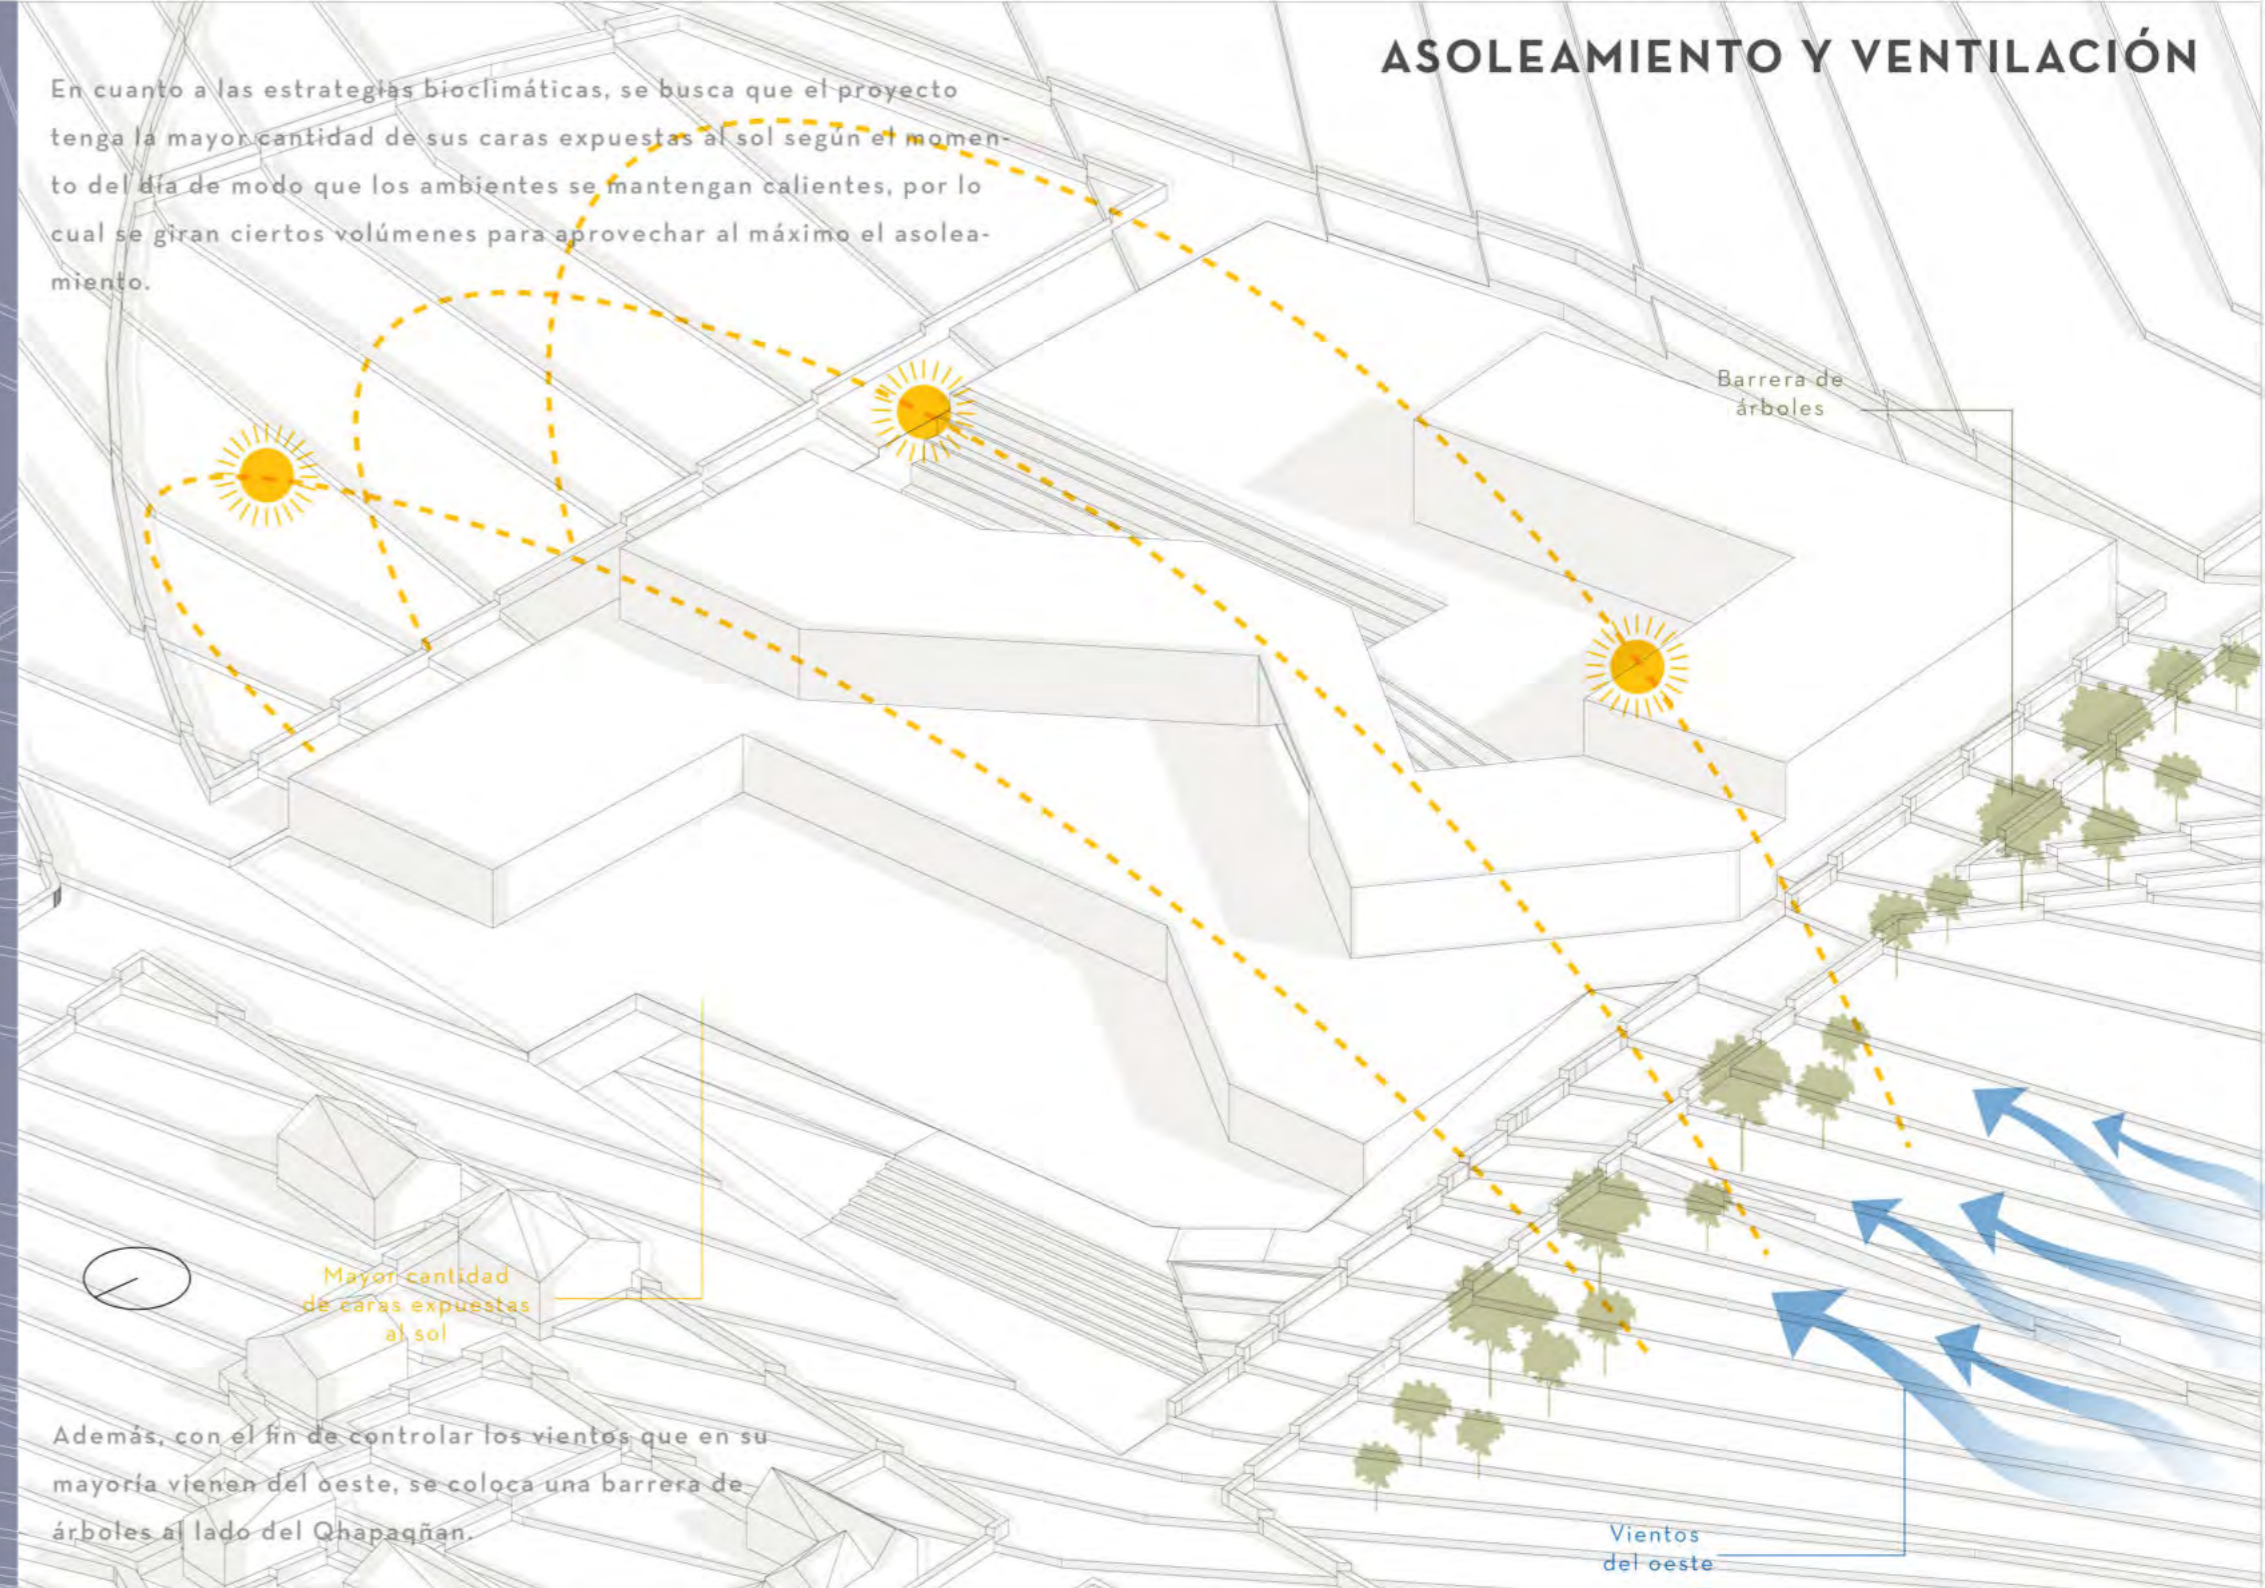 ASOLEAMIENTO Y VENTILACIÓN
En cuanto a las estrategias bioclimáticas, se busca que el proyecto
tenga la mayor cantidad de sus caras expuestas al sol según el momen-
to del día de modo que los ambientes se mantengan calientes, por lo
cual se giran ciertos volúmenes para aprovechar al máximo el asolea-
miento.
Barrera de
árboles
Mayor cantidad
de caras expuestas
al sol
Además, con el fin de controlar los vientos que en su
mayoría vienen del oeste, se coloca una barrera de
árboles al lado del Qhapaqñan.
Vientos
del oeste